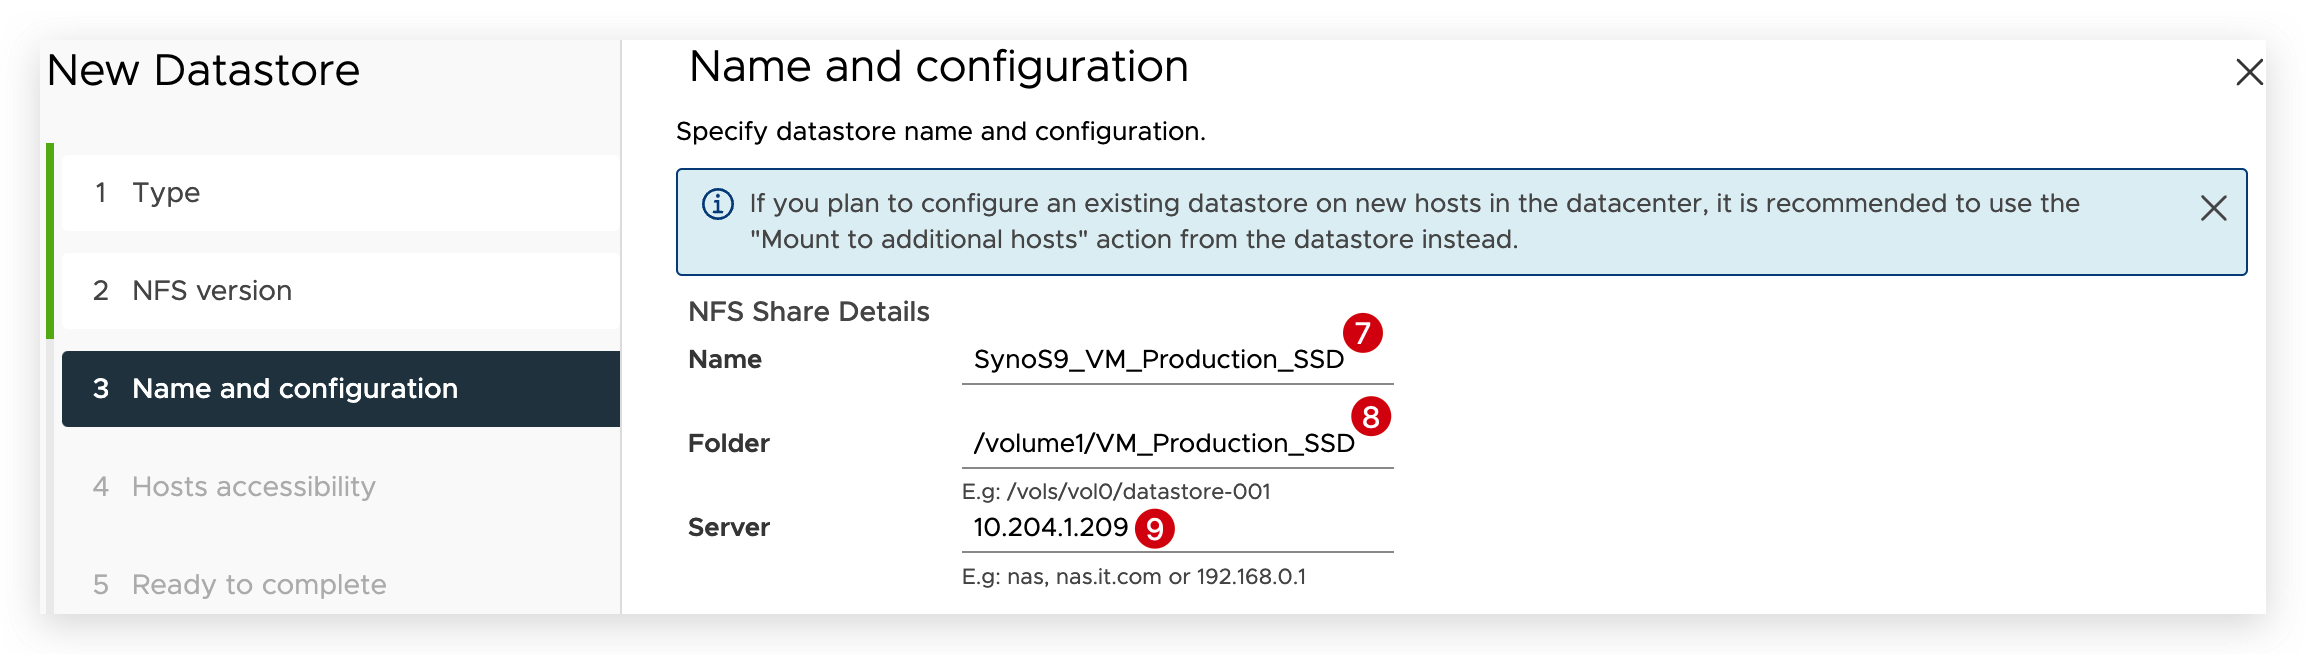 New Datastore
1 Type
2 NFS version
3 Name and configuration
4 Hosts accessibility
5 Ready to complete
Name and configuration
Specify datastore name and configuration.
If you plan to configure an existing datastore on new hosts in the datacenter, it is recommended to use the
"Mount to additional hosts" action from the datastore instead.
NFS Share Details
7
Name SynoS9_VM_Production_SSD
8
Folder /volume1/VM_Production_SSD
E.g: /vols/vol0/datastore-001
Server 10.204.1.209 9
E.g: nas, nas.it.com or 192.168.0.1